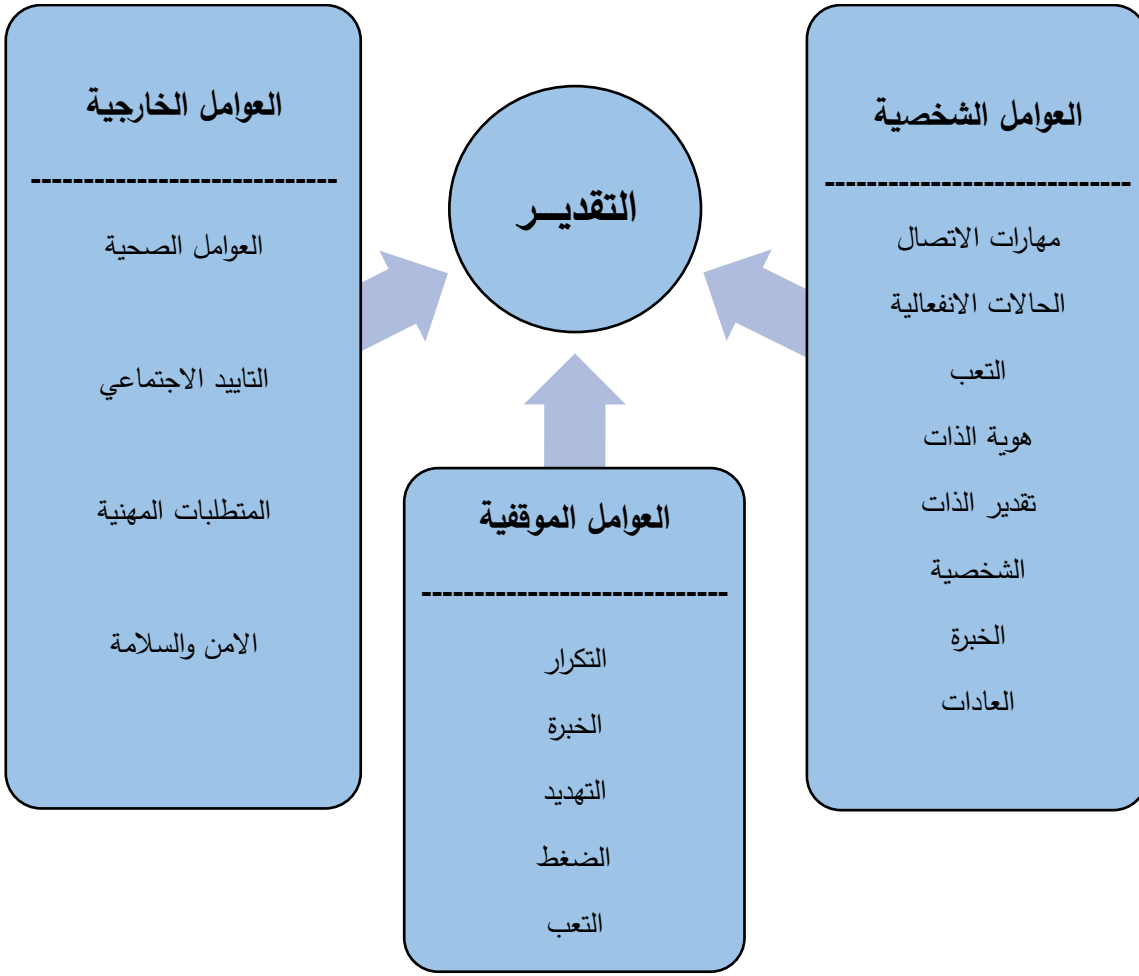 العوامل الشخصية
----------------------------
مهارات الاتصال
الحالات الانفعالية
التعب
هوية الذات
تقدير الذات
الشخصية
الخبرة
العادات
التقديــر
العوامل الخارجية
----------------------------
العوامل الصحية
التاييد الاجتماعي
المتطلبات المهنية
الامن والسلامة
العوامل الموقفية
----------------------------
التكرار
الخبرة
التهديد
الضغط
التعب